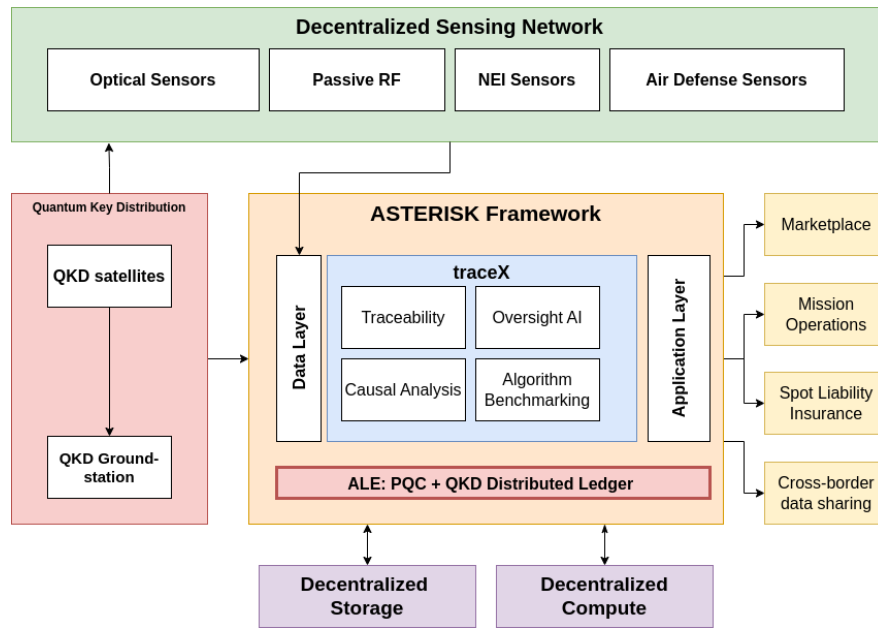 Decentralized Sensing Network
Optical Sensors
Passive RF
NEI Sensors
Air Defense Sensors
Quantum Key Distribution
QKD satellites
QKD Ground-
station
ASTERISK Framework
Data Layer
traceX
Traceability
Oversight AI
Causal Analysis
Algorithm
Benchmarking
Application Layer
ALE: PQC + QKD Distributed Ledger
Marketplace
Mission
Operations
Spot Liability
Insurance
Cross-border
data sharing
Decentralized
Storage
Decentralized
Compute